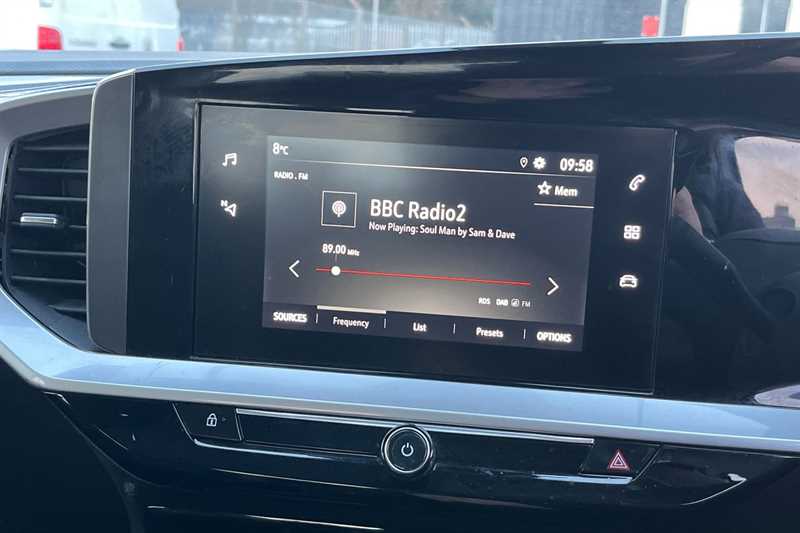 8°C
09:58
RADIO . FM
Mem
BBC Radio2
Now Playing: Soul Man by Sam & Dave
89.00 MHz
RDS DAB FM
SOURCES Frequency List Presets OPTIONS
N